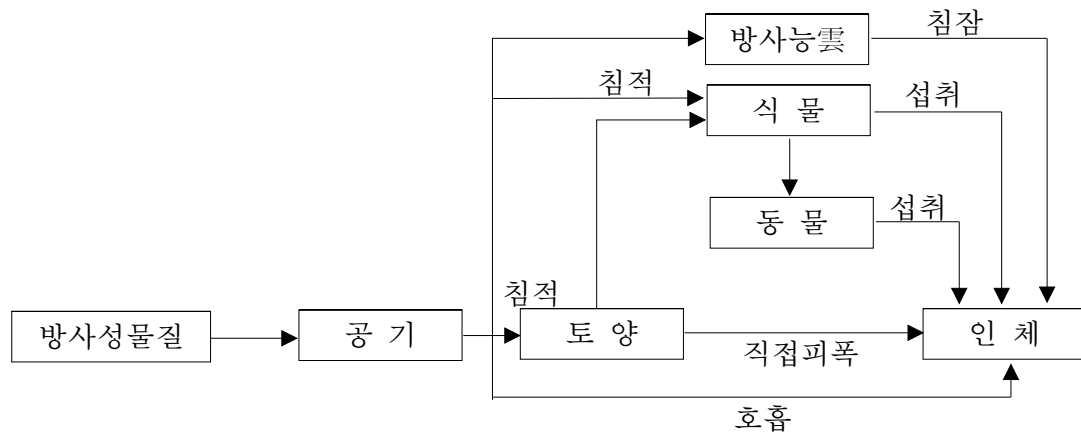 방사능雲
침잠
침적
식 물
섭취
동 물
섭취
침적
방사성물질
공 기
토 양
직접피폭
인 체
호흡